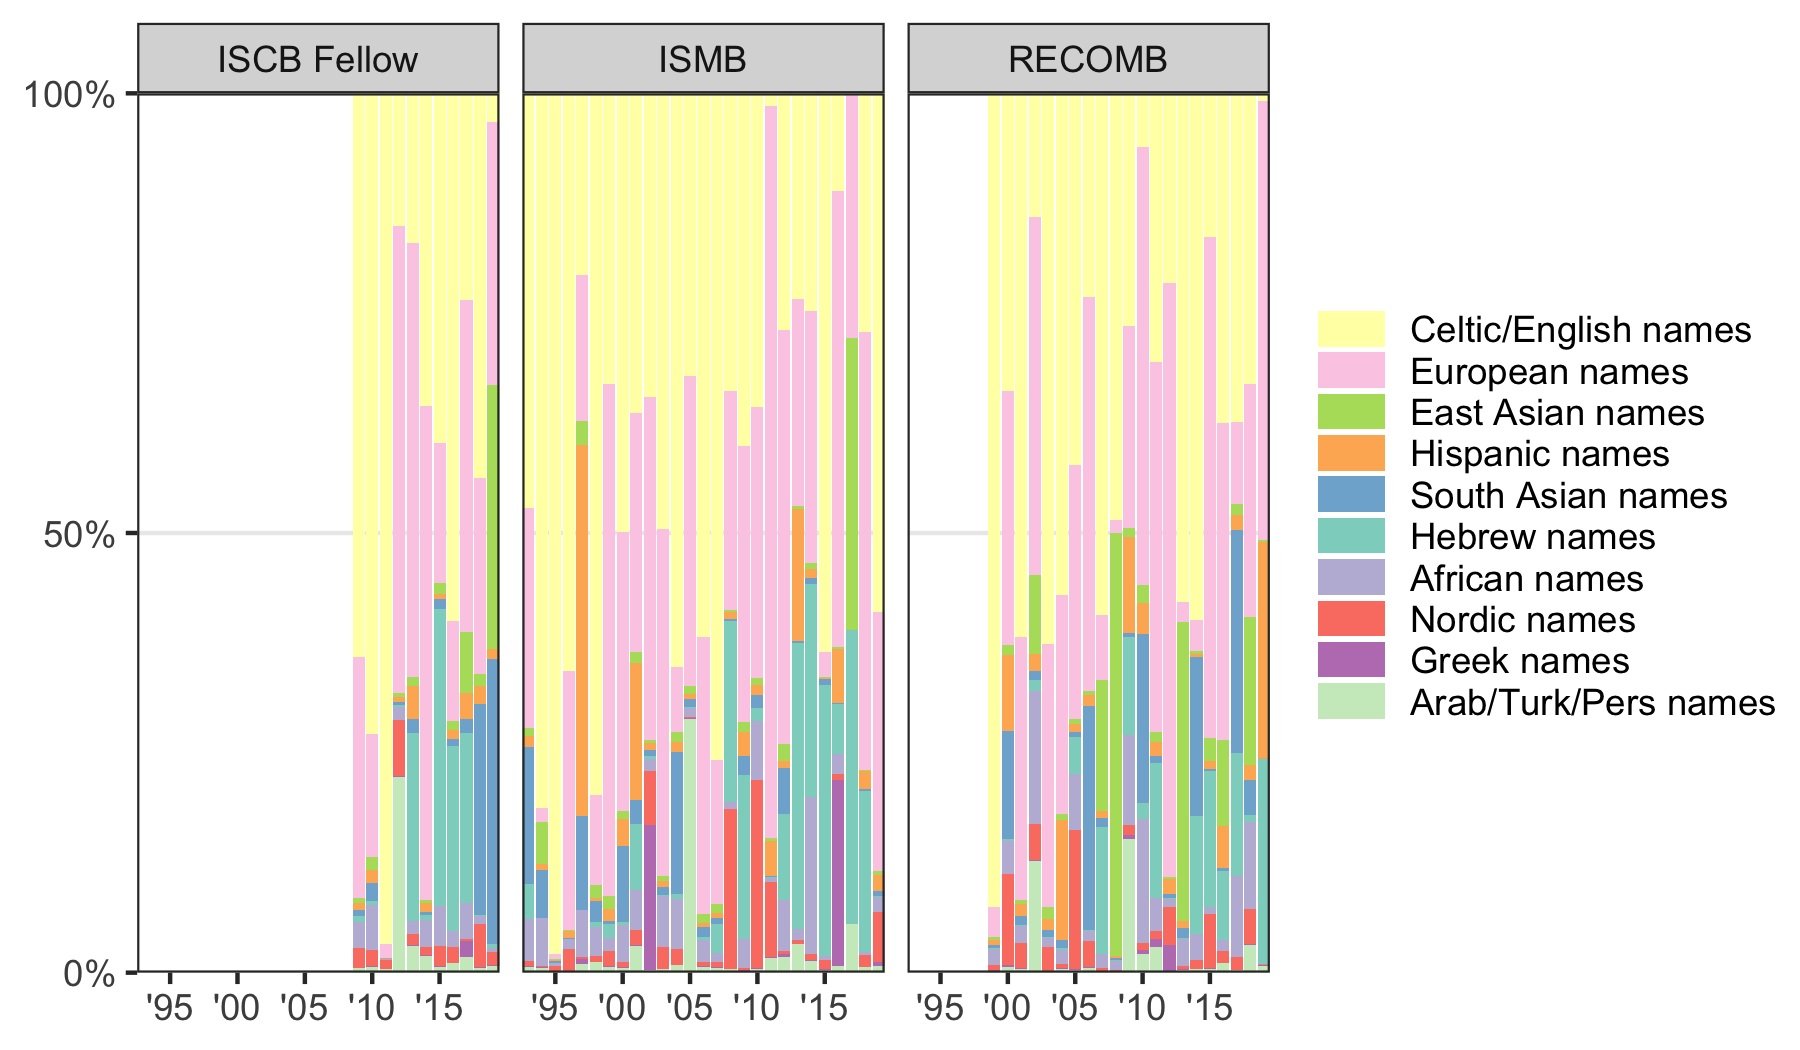 ISCB Fellow
ISMB
RECOMB
100%
50%
0%
'95 '00 '05 '10 '15
'95 '00 '05 '10 '15
'95 '00 '05 '10 '15
Celtic/English names
European names
East Asian names
Hispanic names
South Asian names
Hebrew names
African names
Nordic names
Greek names
Arab/Turk/Pers names